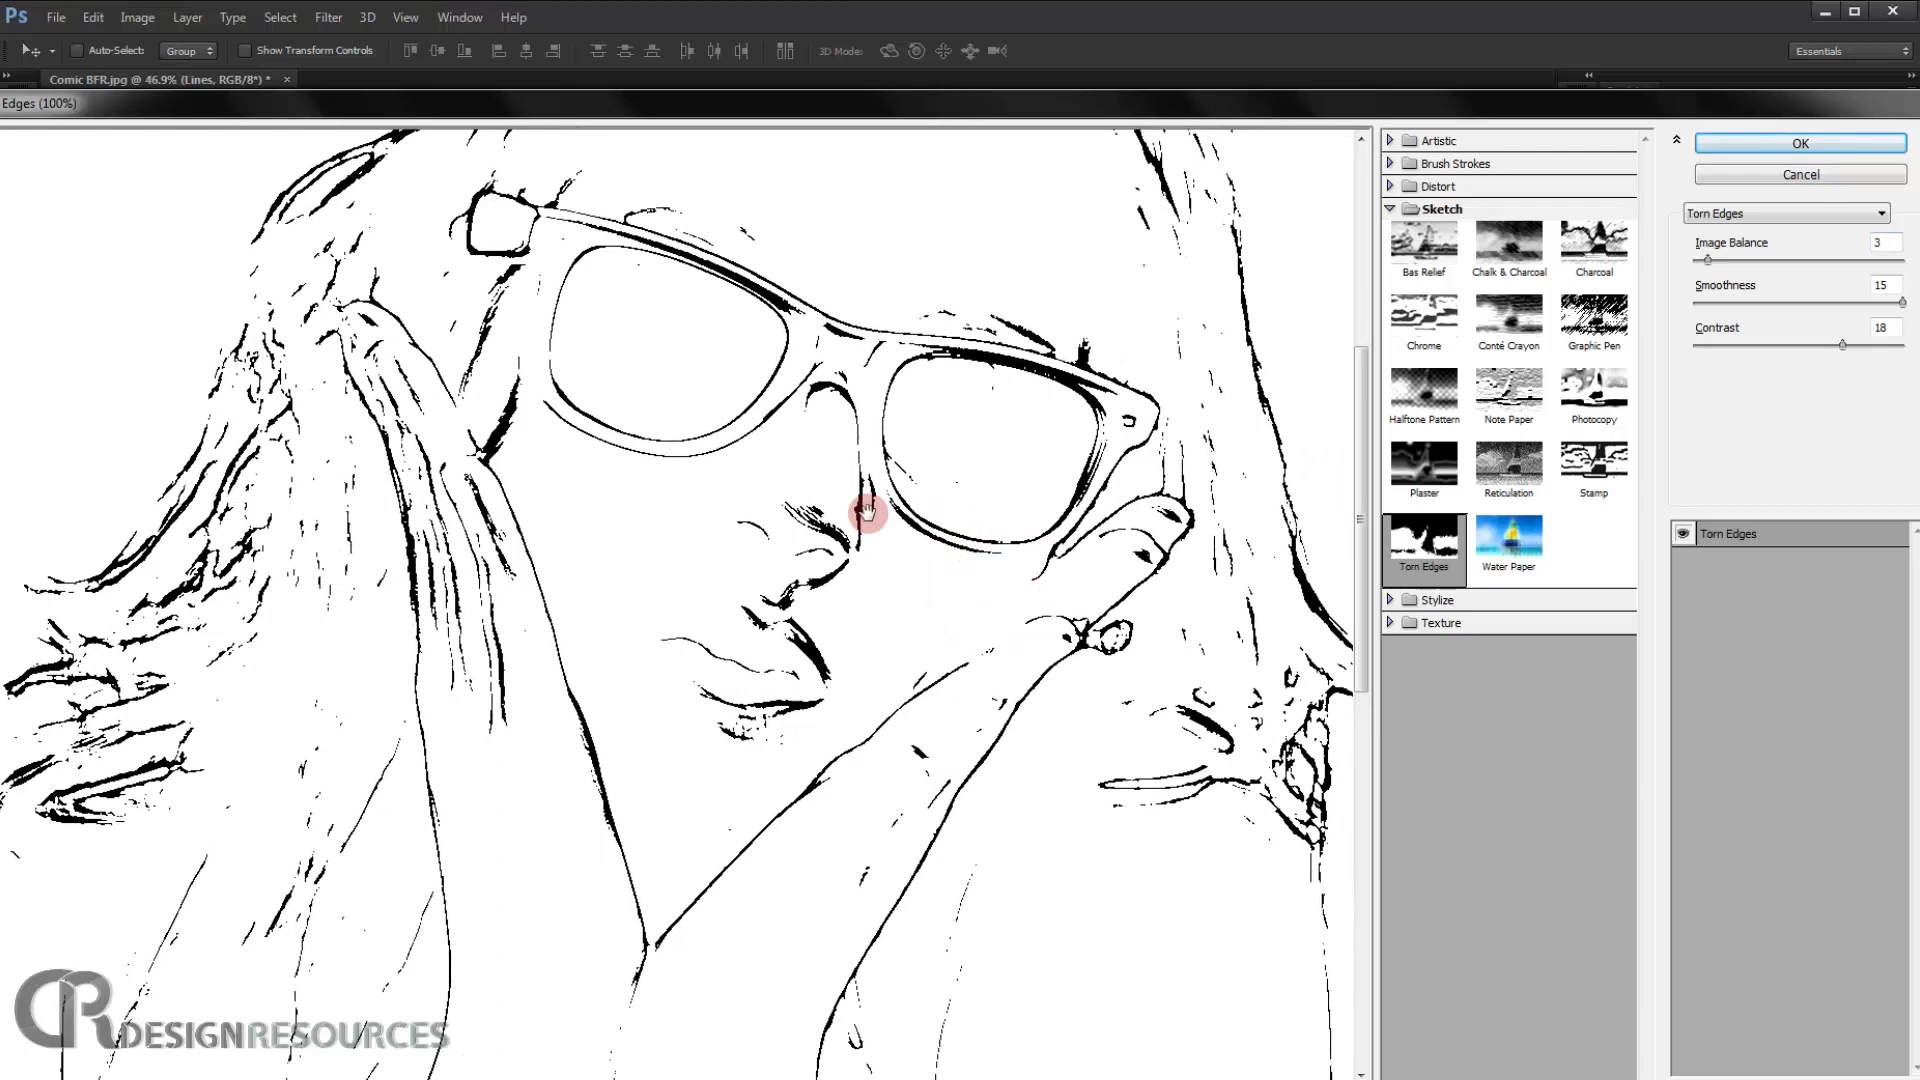 Ps File Edit Image Layer Type Select Filter 3D View Window Help
Auto-Select: Group Show Transform Controls 3D Mode: Essentials
Comic BFR.jpg @ 46.9% (Lines, RGB/8*) * ×
Edges (100%)
Artistic
Brush Strokes
Distort
Sketch
Bas Relief Chalk & Charcoal Charcoal
Chrome Conté Crayon Graphic Pen
Halftone Pattern Note Paper Photocopy
Plaster Reticulation Stamp
Torn Edges Water Paper
Stylize
Texture
OK
Cancel
Torn Edges
Image Balance 3
Smoothness 15
Contrast 18
Torn Edges
DR DESIGNRESOURCES